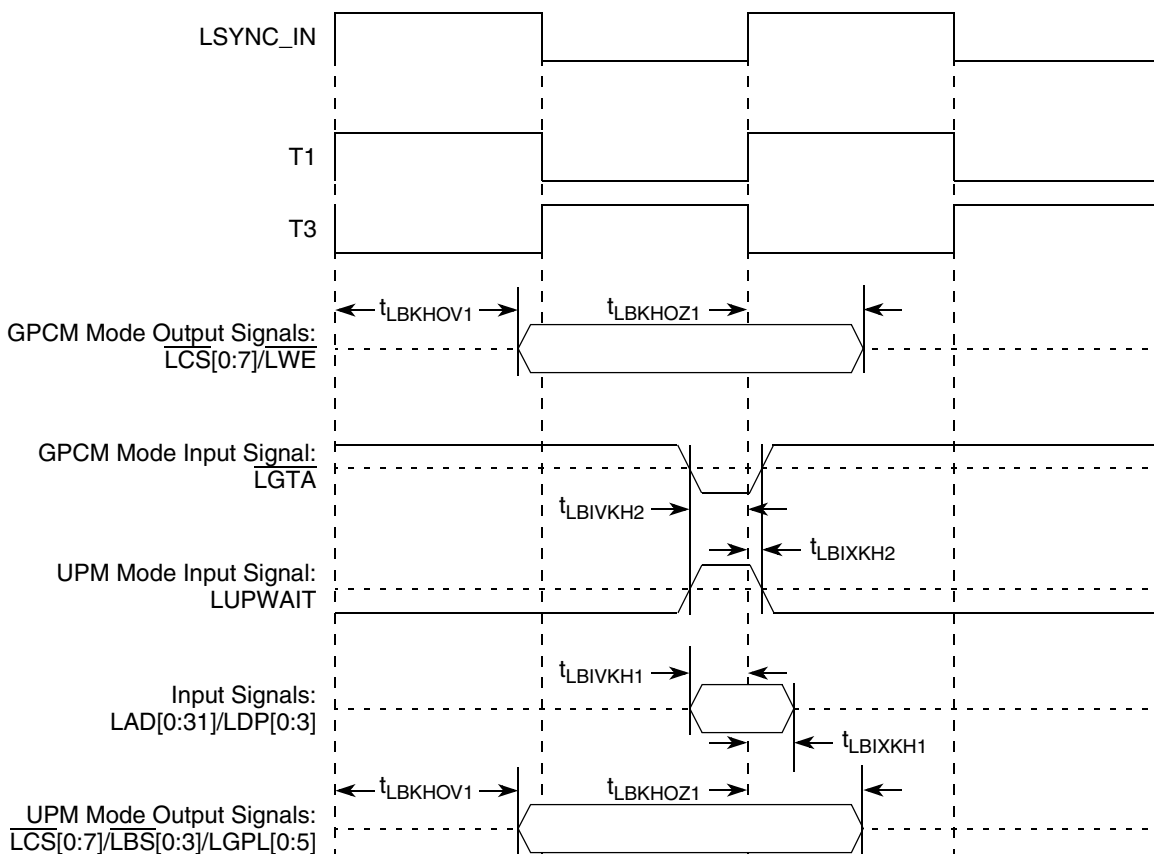 LSYNC_IN
T1
T3
tLBKHOV1
tLBKHOZ1
GPCM Mode Output Signals:
LCS[0:7]/LWE
GPCM Mode Input Signal:
LGTA
tLBIVKH2
tLBIXKH2
UPM Mode Input Signal:
LUPWAIT
tLBIVKH1
Input Signals:
LAD[0:31]/LDP[0:3]
tLBIXKH1
tLBKHOV1
tLBKHOZ1
UPM Mode Output Signals:
LCS[0:7]/LBS[0:3]/LGPL[0:5]